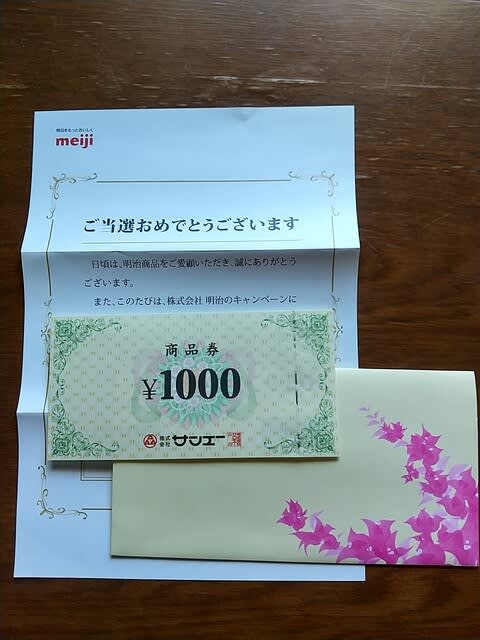 明日をもっとおいしく
meiji
ご当選おめでとうございます
日頃は、明治商品をご愛顧いただき、誠にありがとう
ございます。
また、このたびは、株式会社 明治のキャンペーンに
商品券
¥1000
株式会社 サンエー